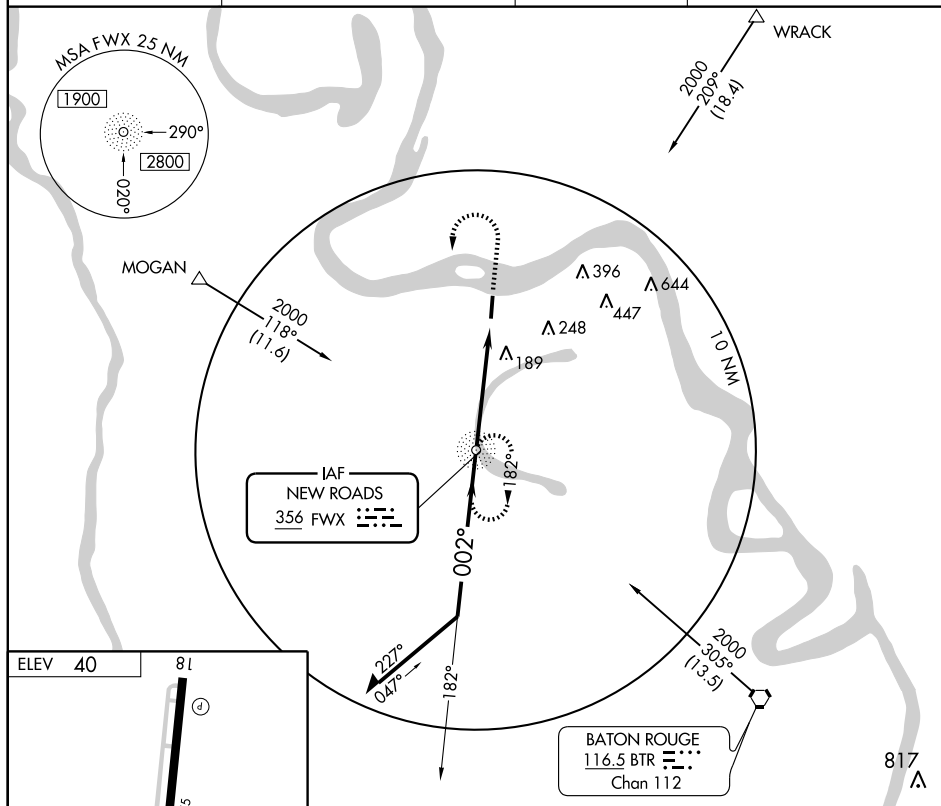 MSA FWX 25 NM
1900
290°
2800
020°
WRACK
2000
209°
(18.4)
MOGAN
2000
118°
(11.6)
396
644
447
248
189
10 NM
IAF
NEW ROADS
356 FWX
182°
002°
227°
047°
182°
2000
305°
(13.5)
BATON ROUGE
116.5 BTR
Chan 112
817
ELEV 40
18
P